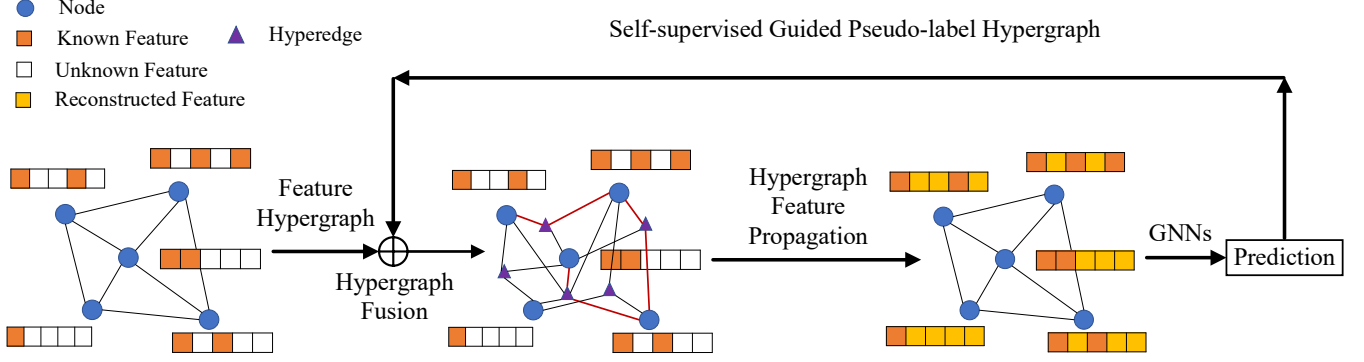 Node
Known Feature
Hyperedge
Unknown Feature
Reconstructed Feature
Self-supervised Guided Pseudo-label Hypergraph
Feature
Hypergraph
Hypergraph
Fusion
Hypergraph
Feature
Propagation
GNNs
Prediction